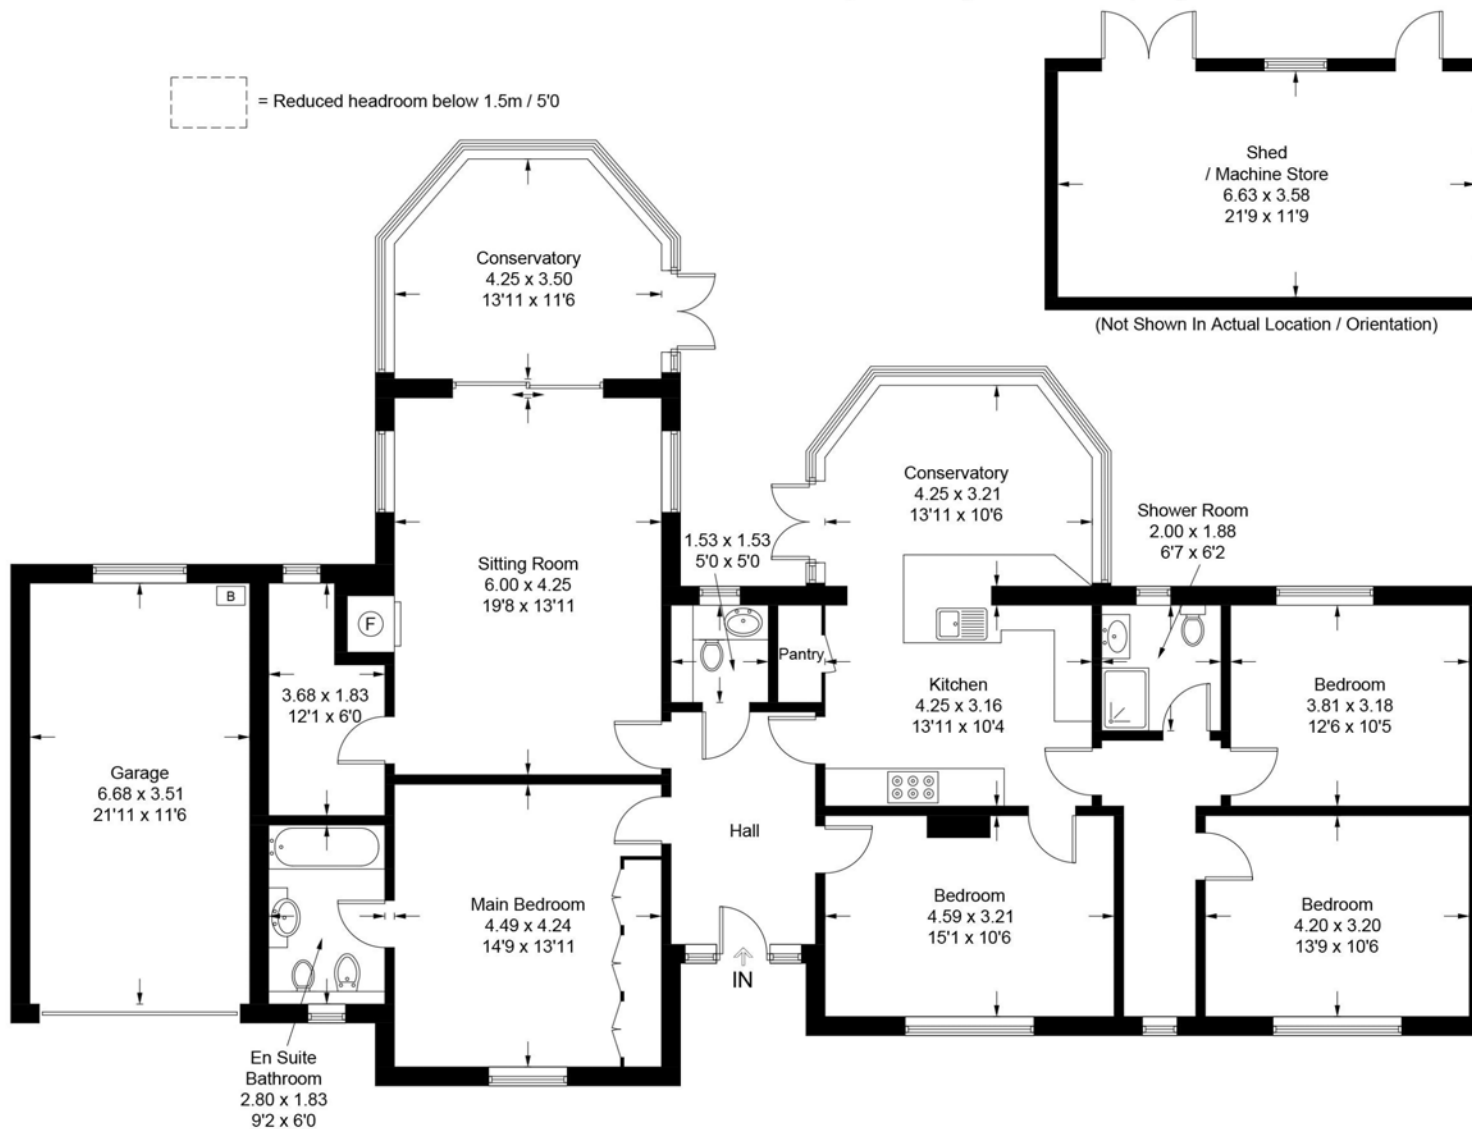 = Reduced headroom below 1.5m / 5'0
Shed
/ Machine Store
6.63 x 3.58
21'9 x 11'9
(Not Shown In Actual Location / Orientation)
Conservatory
4.25 x 3.50
13'11 x 11'6
Conservatory
4.25 x 3.21
13'11 x 10'6
Shower Room
2.00 x 1.88
6'7 x 6'2
1.53 x 1.53
5'0 x 5'0
Sitting Room
6.00 x 4.25
19'8 x 13'11
B
F
Pantry
3.68 x 1.83
12'1 x 6'0
Kitchen
4.25 x 3.16
13'11 x 10'4
Bedroom
3.81 x 3.18
12'6 x 10'5
Garage
6.68 x 3.51
21'11 x 11'6
Hall
Main Bedroom
4.49 x 4.24
14'9 x 13'11
Bedroom
4.59 x 3.21
15'1 x 10'6
Bedroom
4.20 x 3.20
13'9 x 10'6
IN
En Suite
Bathroom
2.80 x 1.83
9'2 x 6'0